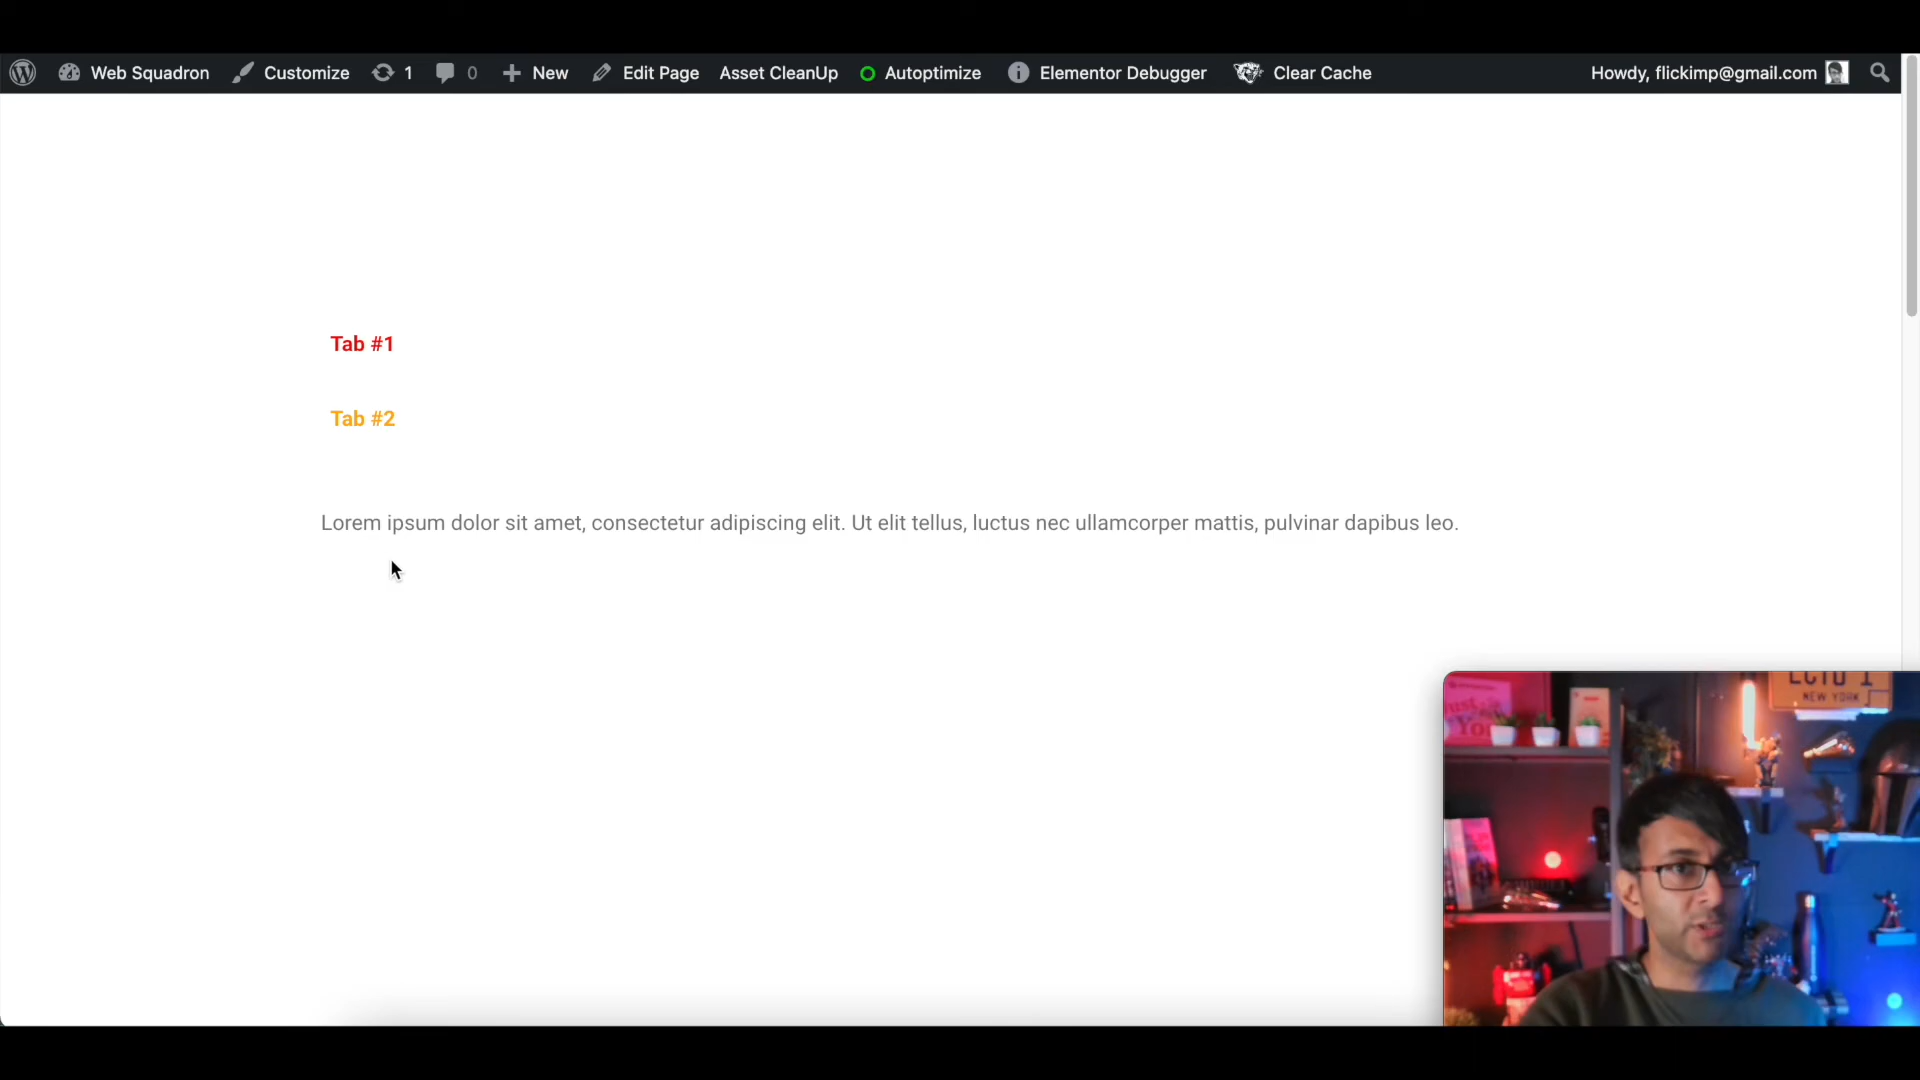 Web Squadron Customize 1 0 New Edit Page Asset CleanUp Autoptimize Elementor Debugger Clear Cache Howdy, flickimp@gmail.com
Tab #1
Tab #2
Lorem ipsum dolor sit amet, consectetur adipiscing elit. Ut elit tellus, luctus nec ullamcorper mattis, pulvinar dapibus leo.
NEW YORK